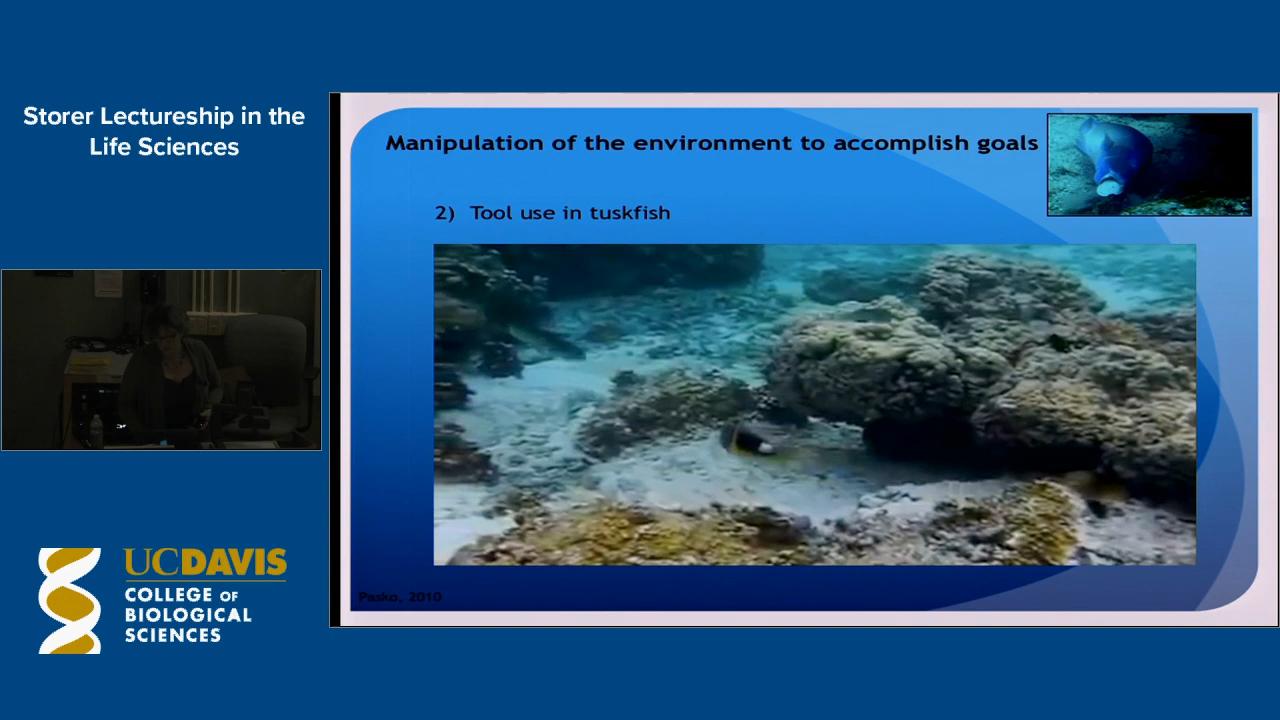 Storer Lectureship in the
Life Sciences
Manipulation of the environment to accomplish goals
2) Tool use in tuskfish
Pasko, 2010
UCDAVIS
COLLEGE OF
BIOLOGICAL
SCIENCES